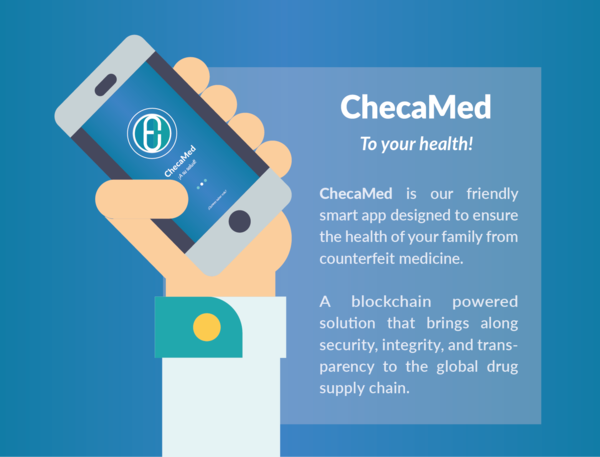 ChecaMed
To your health!
ChecaMed is our friendly
smart app designed to ensure
the health of your family from
counterfeit medicine.
A blockchain powered
solution that brings along
security, integrity, and trans-
parency to the global drug
supply chain.
ChecaMed
¡A tu salud!